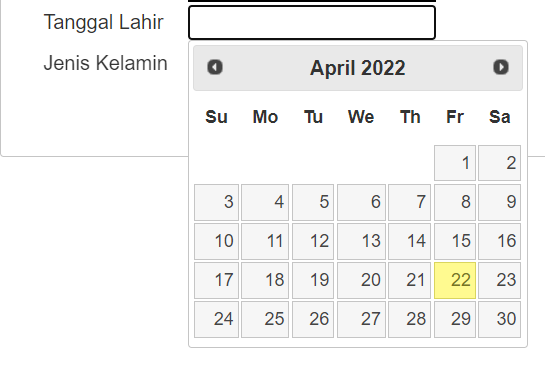 Tanggal Lahir
Jenis Kelamin
April 2022
Su Mo Tu We Th Fr Sa
1 2
3 4 5 6 7 8 9
10 11 12 13 14 15 16
17 18 19 20 21 22 23
24 25 26 27 28 29 30